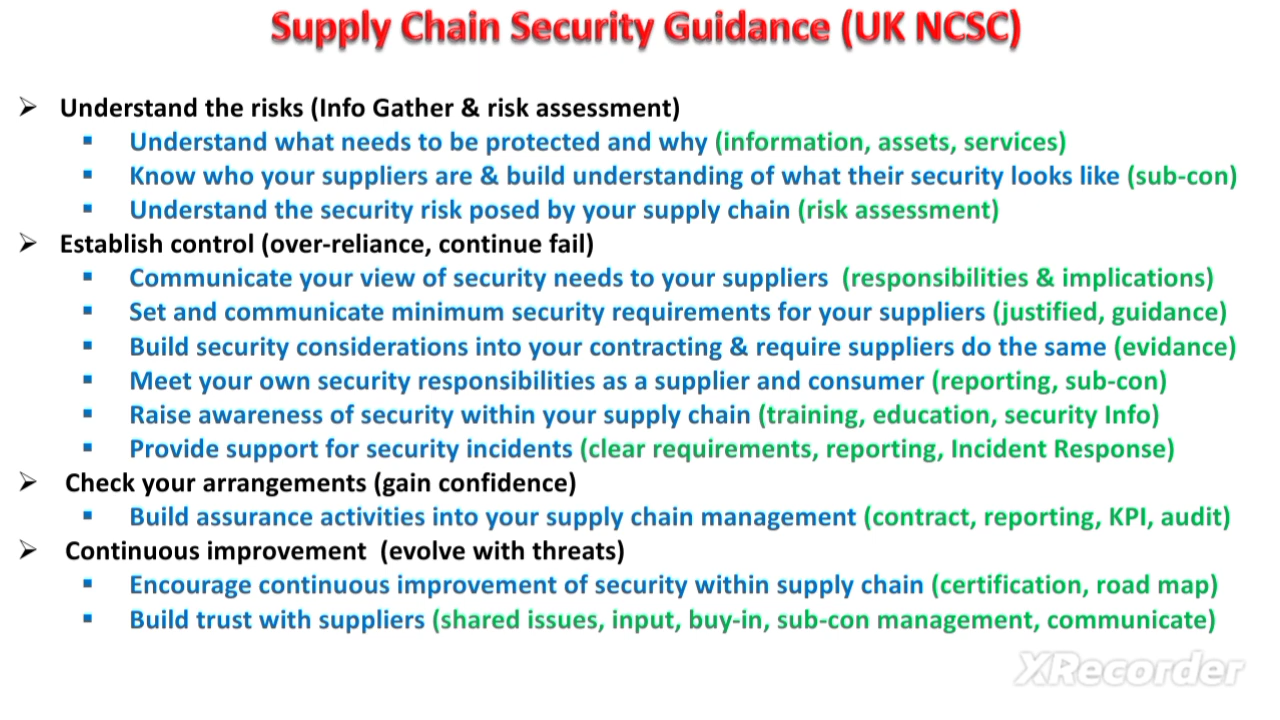 Supply Chain Security Guidance (UK NCSC)
➢ Understand the risks (Info Gather & risk assessment)
▪ Understand what needs to be protected and why (information, assets, services)
▪ Know who your suppliers are & build understanding of what their security looks like (sub-con)
▪ Understand the security risk posed by your supply chain (risk assessment)
➢ Establish control (over-reliance, continue fail)
▪ Communicate your view of security needs to your suppliers (responsibilities & implications)
▪ Set and communicate minimum security requirements for your suppliers (justified, guidance)
▪ Build security considerations into your contracting & require suppliers do the same (evidance)
▪ Meet your own security responsibilities as a supplier and consumer (reporting, sub-con)
▪ Raise awareness of security within your supply chain (training, education, security Info)
▪ Provide support for security incidents (clear requirements, reporting, Incident Response)
➢ Check your arrangements (gain confidence)
▪ Build assurance activities into your supply chain management (contract, reporting, KPI, audit)
➢ Continuous improvement (evolve with threats)
▪ Encourage continuous improvement of security within supply chain (certification, road map)
▪ Build trust with suppliers (shared issues, input, buy-in, sub-con management, communicate)
XRecorder